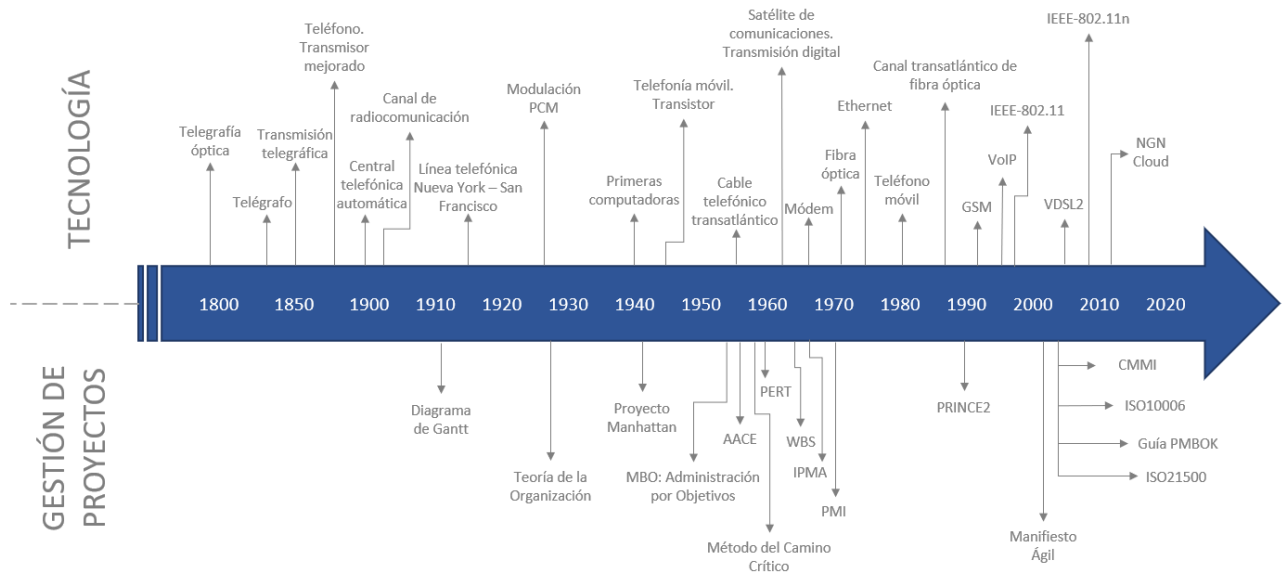 TECNOLOGÍA
Telegrafía
óptica
Telégrafo
Transmisión
telegráfica
Teléfono.
Transmisor
mejorado
Central
telefónica
automática
Canal de
radiocomunicación
Línea telefónica
Nueva York – San
Francisco
Modulación
PCM
Primeras
computadoras
Telefonía móvil.
Transistor
Cable
telefónico
transatlántico
Satélite de
comunicaciones.
Transmisión digital
Módem
Fibra
óptica
Ethernet
Teléfono
móvil
Canal transatlántico de
fibra óptica
GSM
VoIP
IEEE-802.11
VDSL2
IEEE-802.11n
NGN
Cloud
1800
1850
1900
1910
1920
1930
1940
1950
1960
1970
1980
1990
2000
2010
2020
GESTIÓN DE
PROYECTOS
Diagrama
de Gantt
Teoría de la
Organización
Proyecto
Manhattan
MBO: Administración
por Objetivos
AACE
Método del Camino
Crítico
PERT
WBS
IPMA
PMI
PRINCE2
Manifiesto
Ágil
CMMI
ISO10006
Guía PMBOK
ISO21500